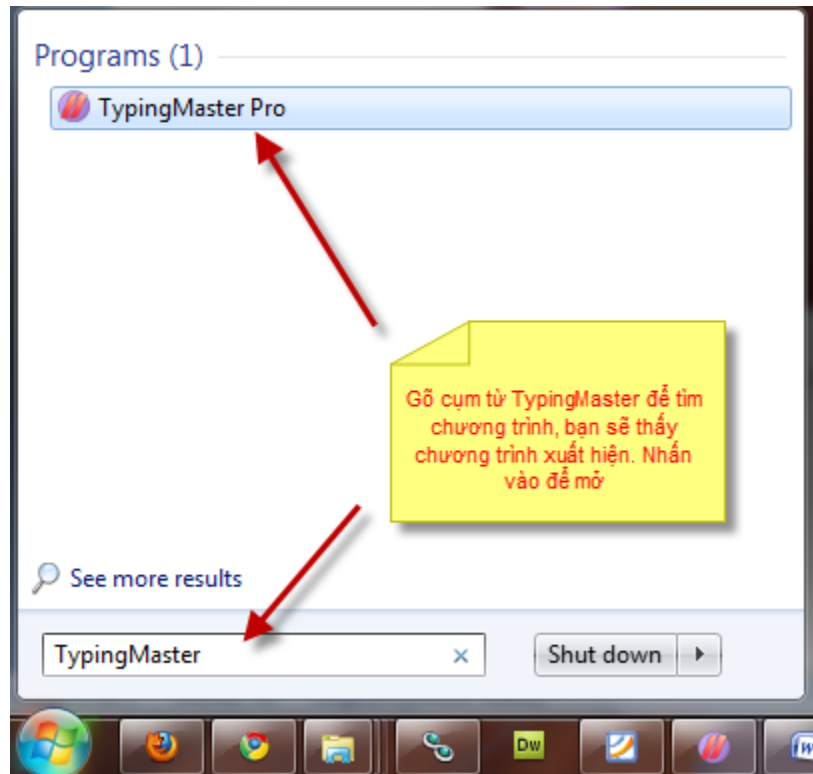 Programs (1)
TypingMaster Pro
Gõ cụm từ TypingMaster để tìm
chương trình, bạn sẽ thấy
chương trình xuất hiện. Nhấn
vào để mở
See more results
TypingMaster
Shut down
Dw
W